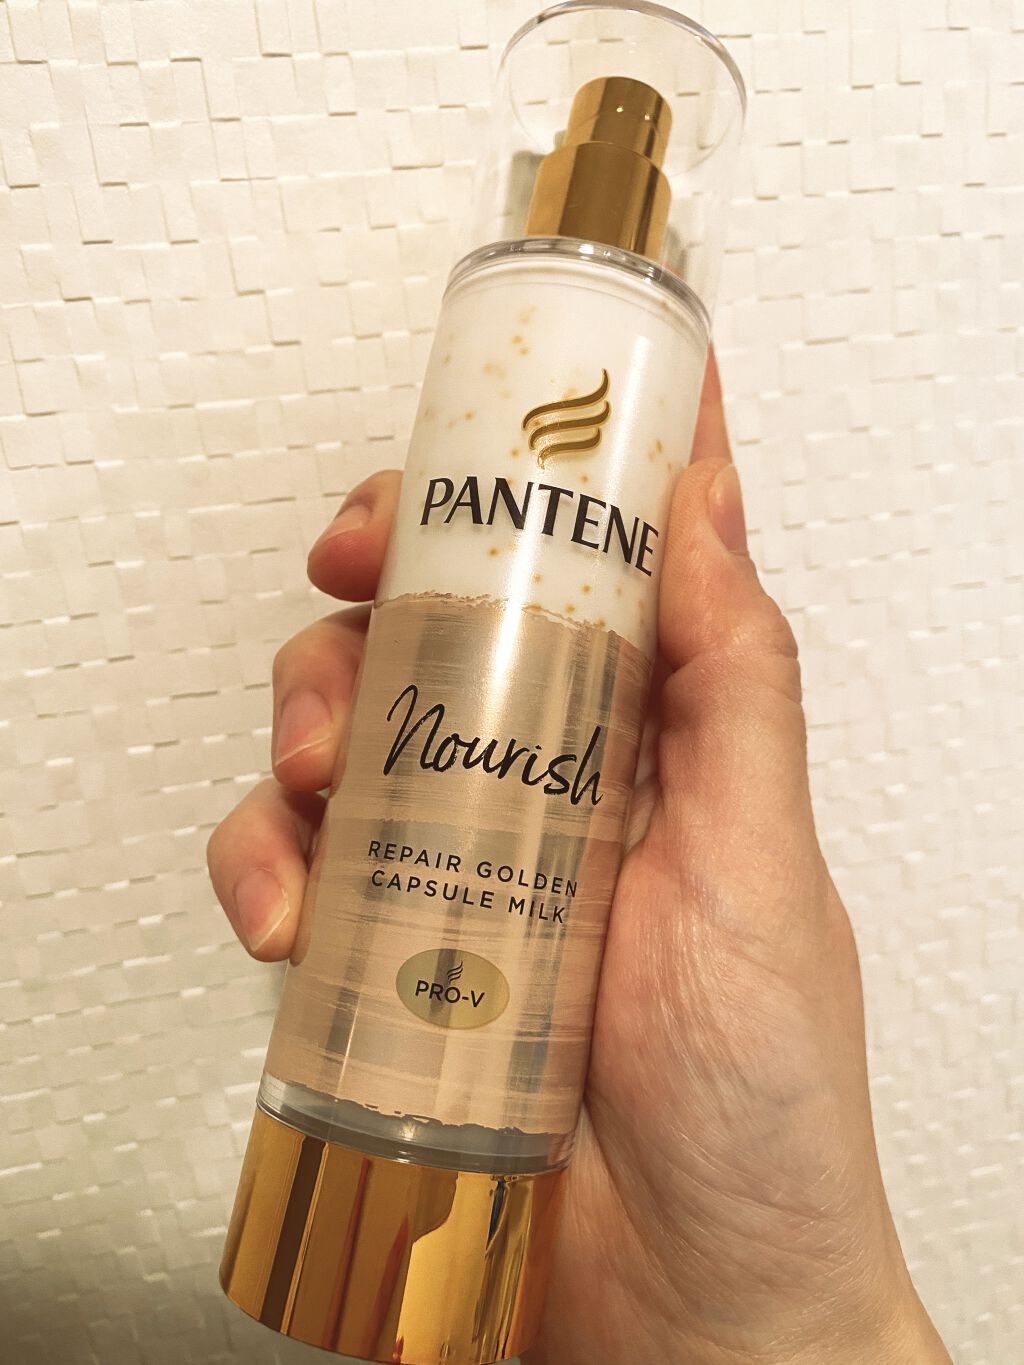 PANTENE
Nourish
REPAIR GOLDEN
CAPSULE MILK
PRO-V